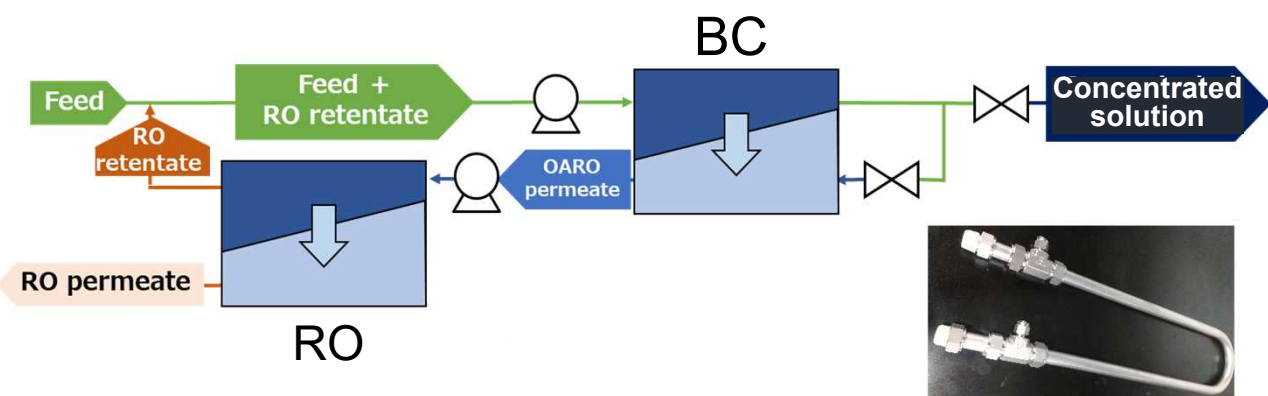 BC
Feed
Feed +
RO retentate
Concentrated
solution
RO
retentate
OARO
permeate
RO permeate
RO